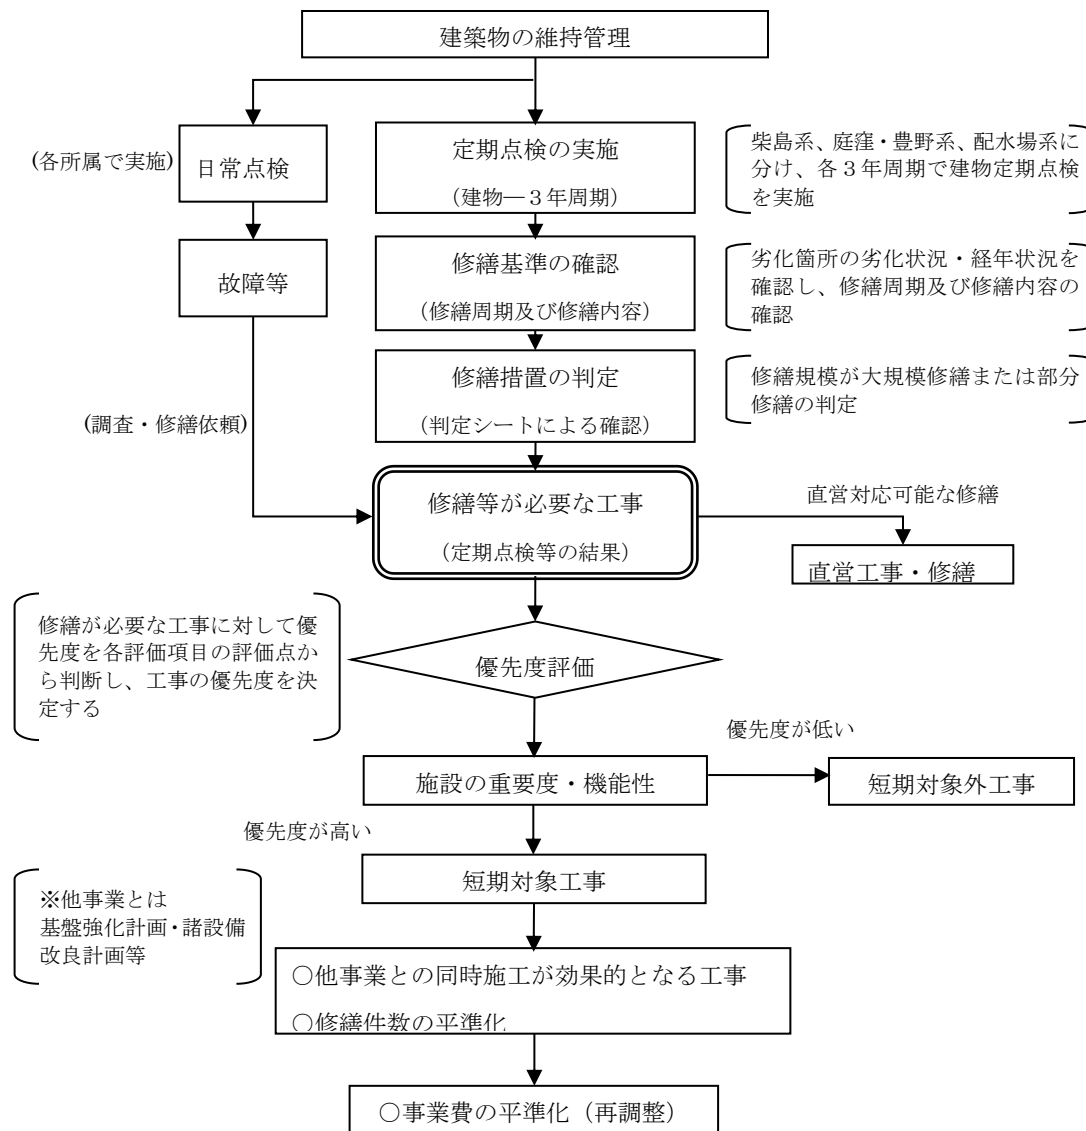 建築物の維持管理
(各所属で実施)
日常点検
定期点検の実施
(建物―３年周期)
柴島系、庭窪・豊野系、配水場系に
分け、各３年周期で建物定期点検
を実施
故障等
修繕基準の確認
(修繕周期及び修繕内容)
劣化箇所の劣化状況・経年状況を
確認し、修繕周期及び修繕内容の
確認
修繕措置の判定
(判定シートによる確認)
修繕規模が大規模修繕または部分
修繕の判定
(調査・修繕依頼)
修繕等が必要な工事
(定期点検等の結果)
直営対応可能な修繕
直営工事・修繕
修繕が必要な工事に対して優
先度を各評価項目の評価点か
ら判断し、工事の優先度を決
定する
優先度評価
優先度が低い
施設の重要度・機能性
短期対象外工事
優先度が高い
短期対象工事
※他事業とは
基盤強化計画・諸設備
改良計画等
○他事業との同時施工が効果的となる工事
○修繕件数の平準化
○事業費の平準化（再調整）